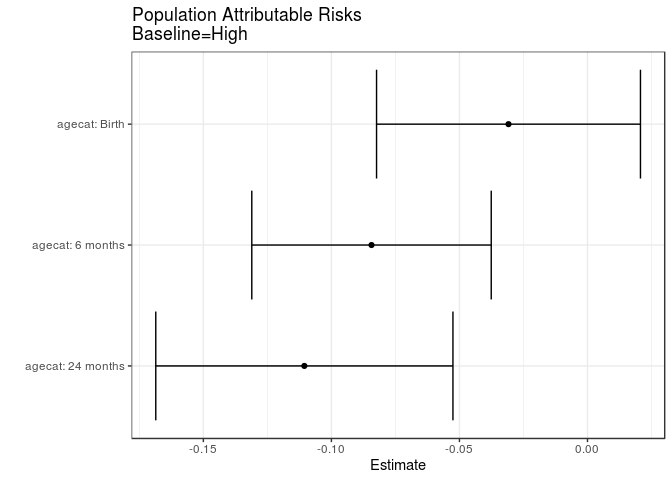 Population Attributable Risks
Baseline=High
agecat: Birth
agecat: 6 months
agecat: 24 months
-0.15 -0.10 -0.05 0.00
Estimate